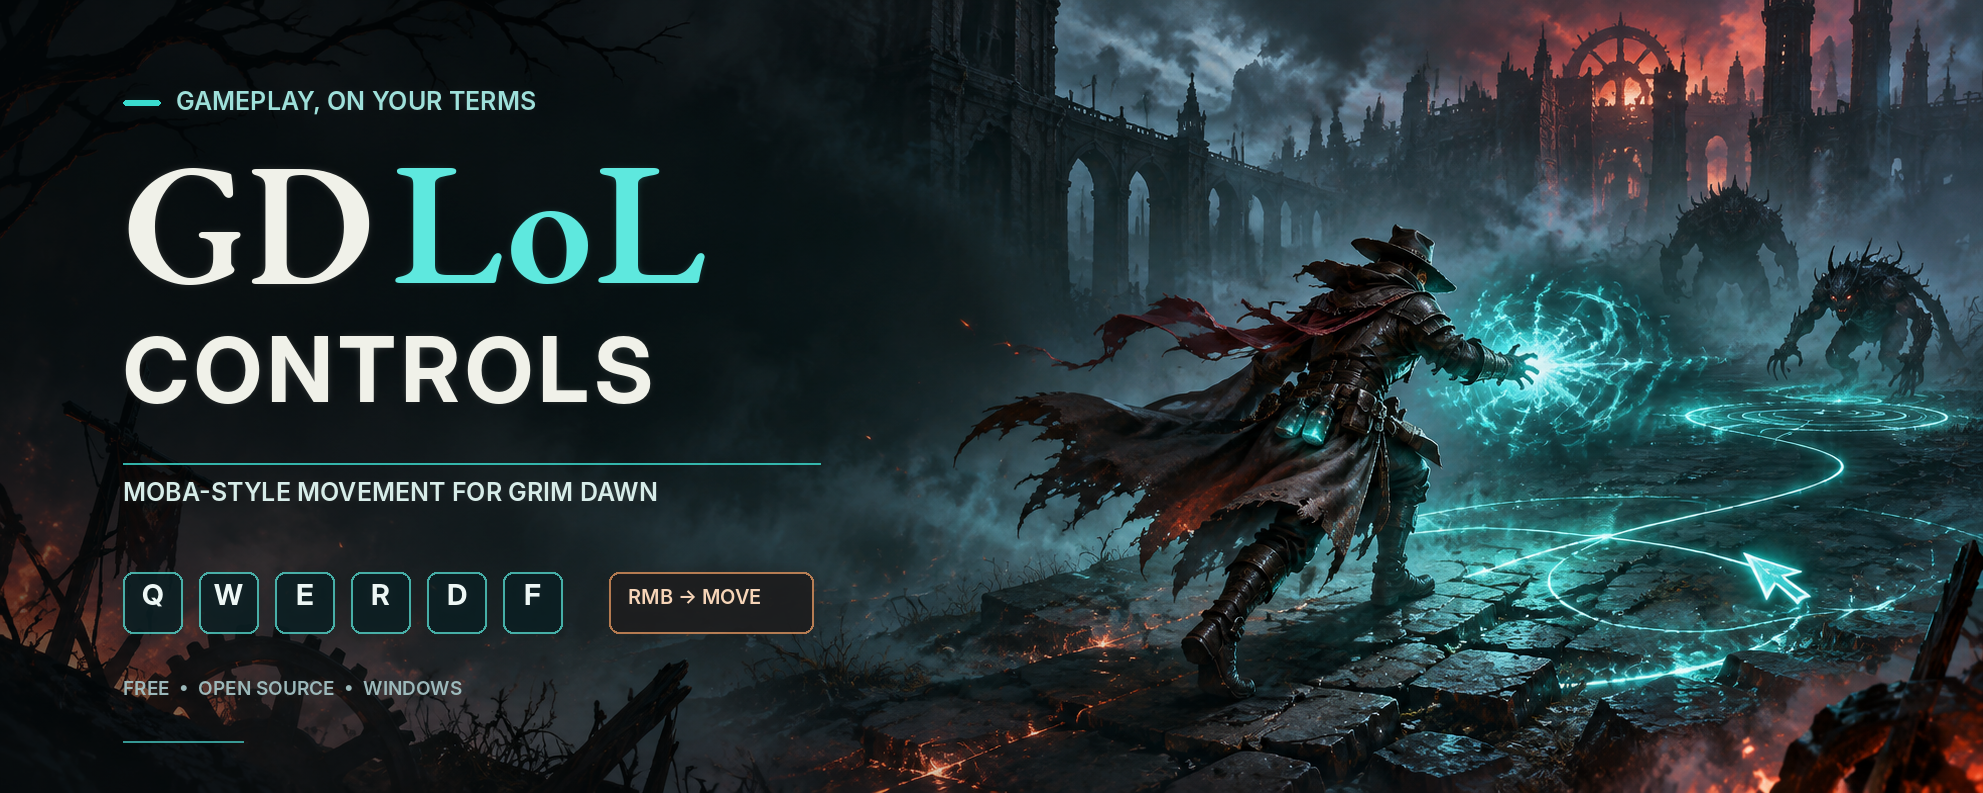 GAMEPLAY, ON YOUR TERMS
GD LoL
CONTROLS
MOBA-STYLE MOVEMENT FOR GRIM DAWN
Q W E R D F RMB → MOVE
FREE • OPEN SOURCE • WINDOWS